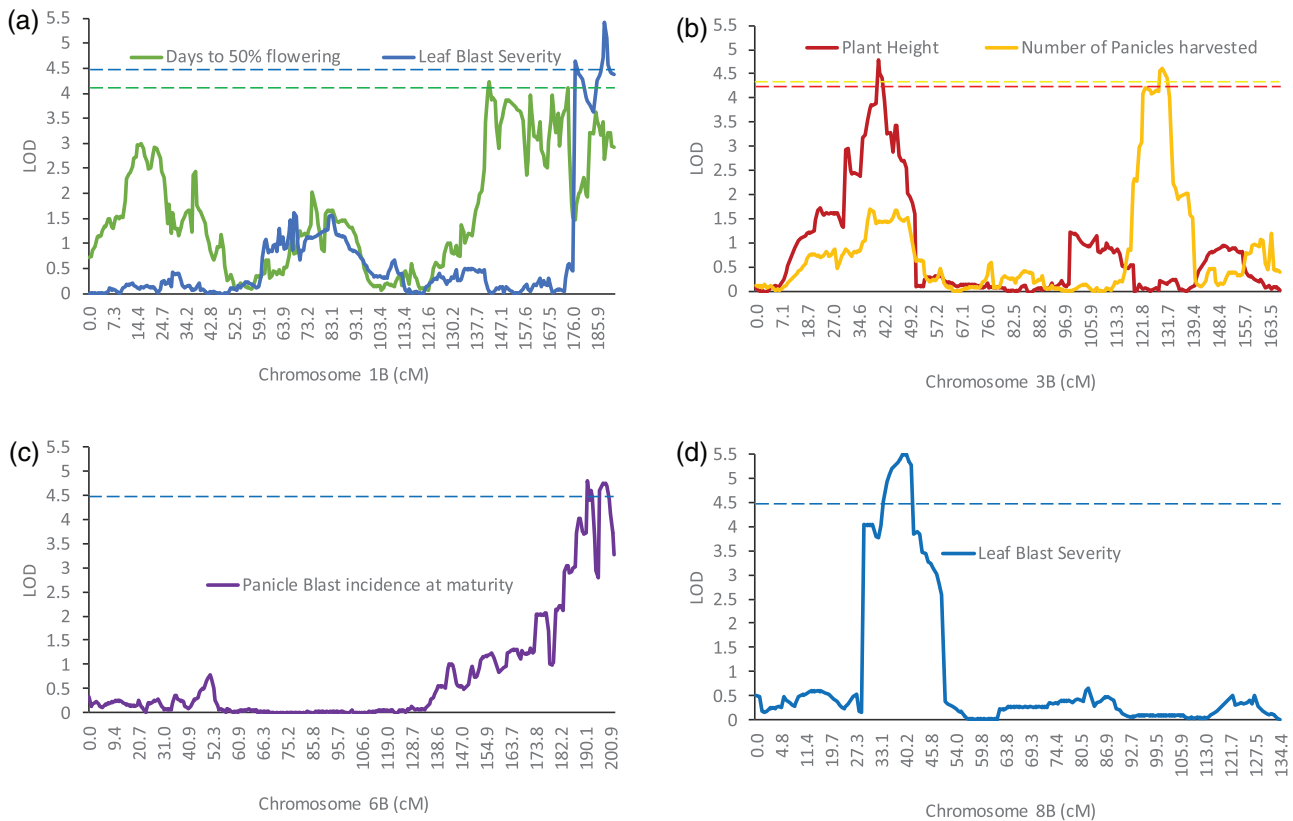 (a)
5.5
5
4.5
4
3.5
3
2.5
2
1.5
1
0.5
0
LOD
Days to 50% flowering
Leaf Blast Severity
0.0 7.3 14.4 24.7 34.2 42.8 52.5 59.1 63.9 73.2 83.1 93.1 103.4 113.4 121.6 130.2 137.7 147.1 157.6 167.5 176.0 185.9
Chromosome 1B (cM)
(b)
5.5
5
4.5
4
3.5
3
2.5
2
1.5
1
0.5
0
LOD
Plant Height
Number of Panicles harvested
0.0 7.1 18.7 27.0 34.6 42.2 49.2 57.2 67.1 76.0 82.5 88.2 96.9 105.9 113.3 121.8 131.7 139.4 148.4 155.7 163.5
Chromosome 3B (cM)
(c)
5.5
5
4.5
4
3.5
3
2.5
2
1.5
1
0.5
0
LOD
Panicle Blast incidence at maturity
0.0 9.4 20.7 31.0 40.9 52.3 60.9 66.3 75.2 85.8 95.7 106.6 119.4 128.7 138.6 147.0 154.9 163.7 173.8 182.2 190.1 200.9
Chromosome 6B (cM)
(d)
5.5
5
4.5
4
3.5
3
2.5
2
1.5
1
0.5
0
LOD
Leaf Blast Severity
0.0 4.8 11.4 19.4 27.3 33.1 40.2 45.8 54.0 59.8 63.9 69.4 74.3 82.5 86.9 92.7 99.5 105.9 113.0 121.7 127.5 134.4
Chromosome 8B (cM)